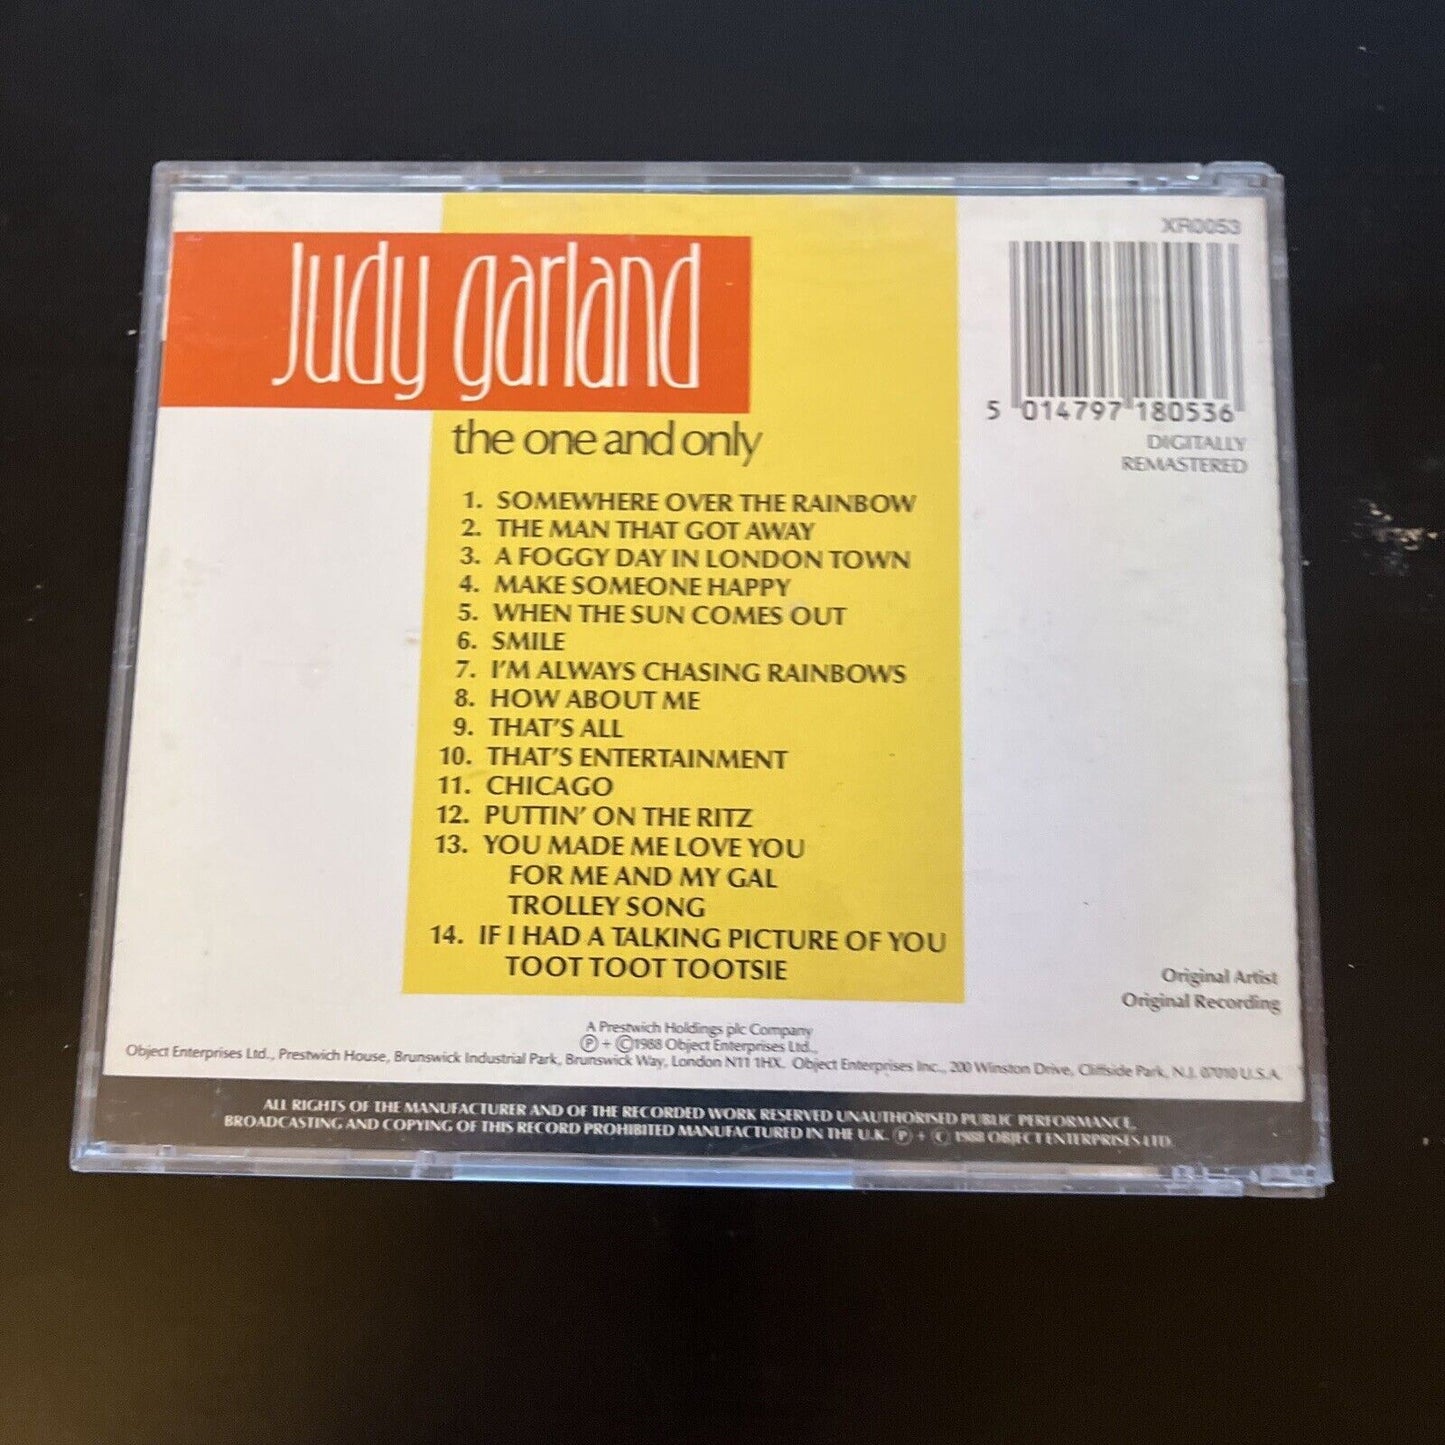 XR0053
Judy garland
5 014797 180536
the one and only
DIGITALLY
REMASTERED
1. SOMEWHERE OVER THE RAINBOW
2. THE MAN THAT GOT AWAY
3. A FOGGY DAY IN LONDON TOWN
4. MAKE SOMEONE HAPPY
5. WHEN THE SUN COMES OUT
6. SMILE
7. I'M ALWAYS CHASING RAINBOWS
8. HOW ABOUT ME
9. THAT'S ALL
10. THAT'S ENTERTAINMENT
11. CHICAGO
12. PUTTIN' ON THE RITZ
13. YOU MADE ME LOVE YOU
FOR ME AND MY GAL
TROLLEY SONG
14. IF I HAD A TALKING PICTURE OF YOU
TOOT TOOT TOOTSIE
Original Artist
Original Recording
A Prestwich Holdings plc Company
Ⓟ + ©1988 Object Enterprises Ltd.,
Object Enterprises Ltd., Prestwich House, Brunswick Industrial Park, Brunswick Way, London N11 1HX. Object Enterprises Inc., 200 Winston Drive, Cliffside Park, N.J. 07010 U.S.A.
ALL RIGHTS OF THE MANUFACTURER AND OF THE RECORDED WORK RESERVED UNAUTHORISED PUBLIC PERFORMANCE,
BROADCASTING AND COPYING OF THIS RECORD PROHIBITED MANUFACTURED IN THE U.K. Ⓟ + © 1988 OBJECT ENTERPRISES LTD.